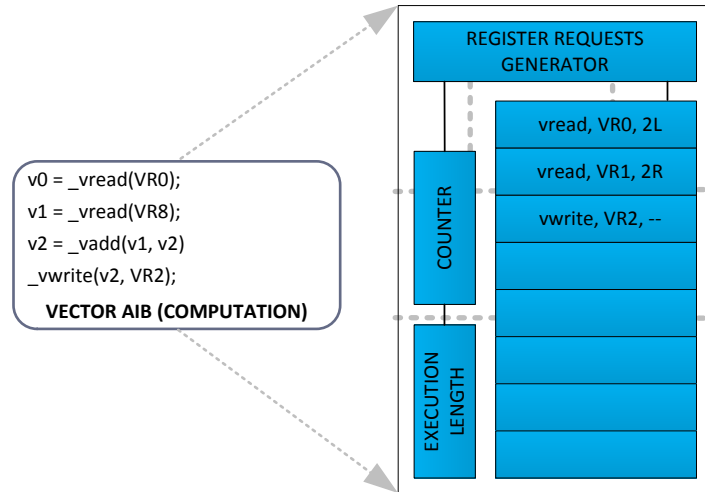 v0 = _vread(VR0);
v1 = _vread(VR8);
v2 = _vadd(v1, v2)
_vwrite(v2, VR2);
VECTOR AIB (COMPUTATION)
REGISTER REQUESTS
GENERATOR
COUNTER
EXECUTION
LENGTH
vread, VR0, 2L
vread, VR1, 2R
vwrite, VR2, --